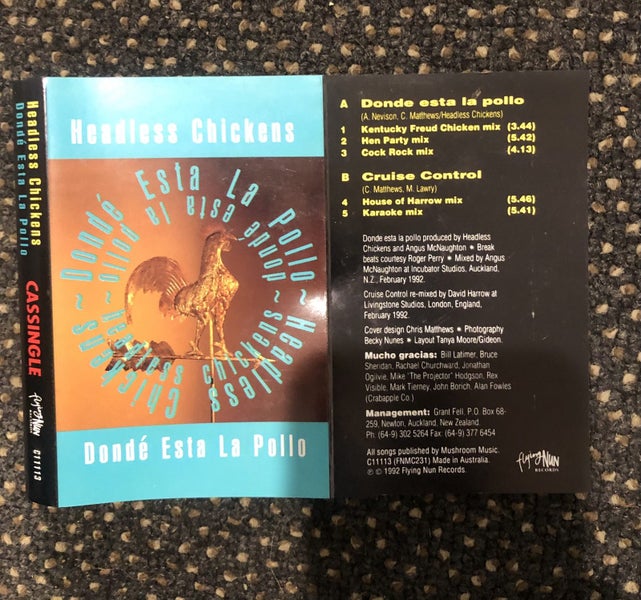 Headless Chickens
Dondé Esta La Pollo
CASSINGLE
Flying Nun
RECORDS
C11113
Headless Chickens
Dondé Esta La Pollo ~ Headless Chickens ~
donde esta la pollo ~ headless chickens ~
Dondé Esta La Pollo
A Donde esta la pollo
(A. Nevison, C. Matthews/Headless Chickens)
1 Kentucky Freud Chicken mix (3.44)
2 Hen Party mix (5.42)
3 Cock Rock mix (4.13)
B Cruise Control
(C. Matthews, M. Lawry)
4 House of Harrow mix (5.46)
5 Karaoke mix (5.41)
Donde esta la pollo produced by Headless
Chickens and Angus McNaughton * Break
beats courtesy Roger Perry * Mixed by Angus
McNaughton at Incubator Studios, Auckland,
N.Z., February 1992.
Cruise Control re-mixed by David Harrow at
Livingstone Studios, London, England,
February 1992.
Cover design Chris Matthews * Photography
Becky Nunes * Layout Tanya Moore/Gideon.
Mucho gracias: Bill Latimer, Bruce
Sheridan, Rachael Churchward, Jonathan
Ogilvie, Mike "The Projector" Hodgson, Rex
Visible, Mark Tierney, John Borich, Alan Fowles
(Crabapple Co.)
Management: Grant Fell, P.O. Box 68-
259, Newton, Auckland, New Zealand.
Ph: (64-9) 302 5264 Fax: (64-9) 377 6454
All songs published by Mushroom Music.
C11113 (FNMC231) Made in Australia.
℗ © 1992 Flying Nun Records.
flying NUN
RECORDS